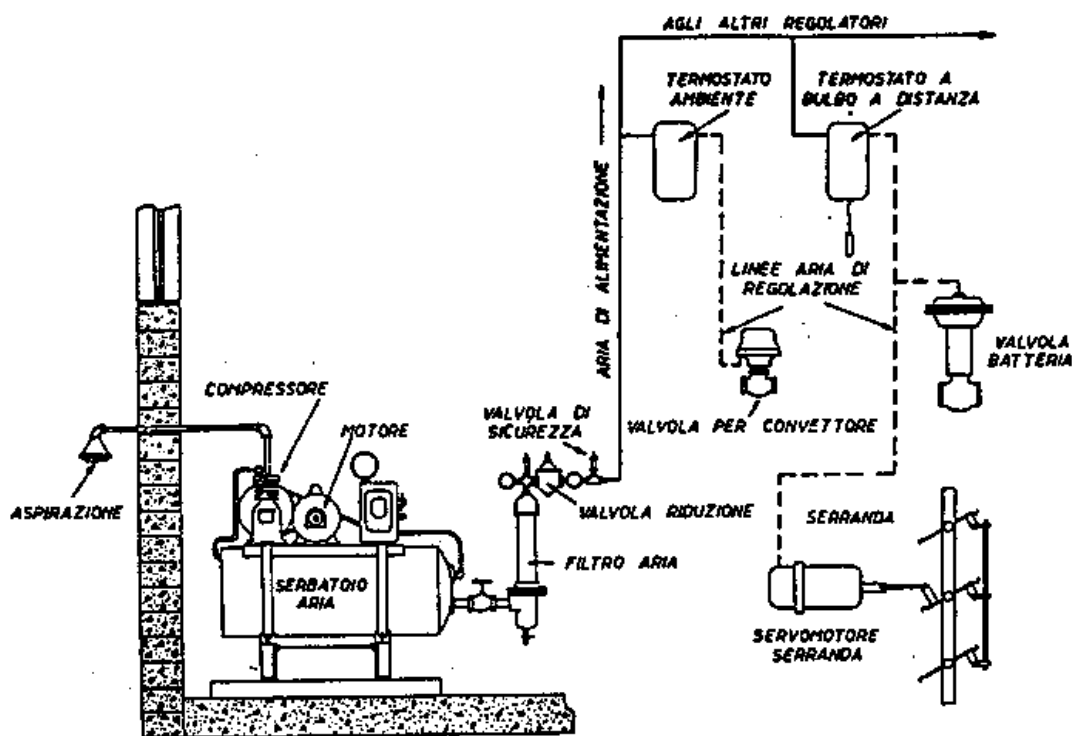 AGLI ALTRI REGOLATORI
TERMOSTATO
AMBIENTE
TERMOSTATO A
BULBO A DISTANZA
ARIA DI ALIMENTAZIONE
LINEE ARIA DI
REGOLAZIONE
VALVOLA
BATTERIA
COMPRESSORE
MOTORE
VALVOLA DI
SICUREZZA
VALVOLA PER CONVETTORE
ASPIRAZIONE
VALVOLA RIDUZIONE
SERRANDA
FILTRO ARIA
SERBATOIO
ARIA
SERVOMOTORE
SERRANDA